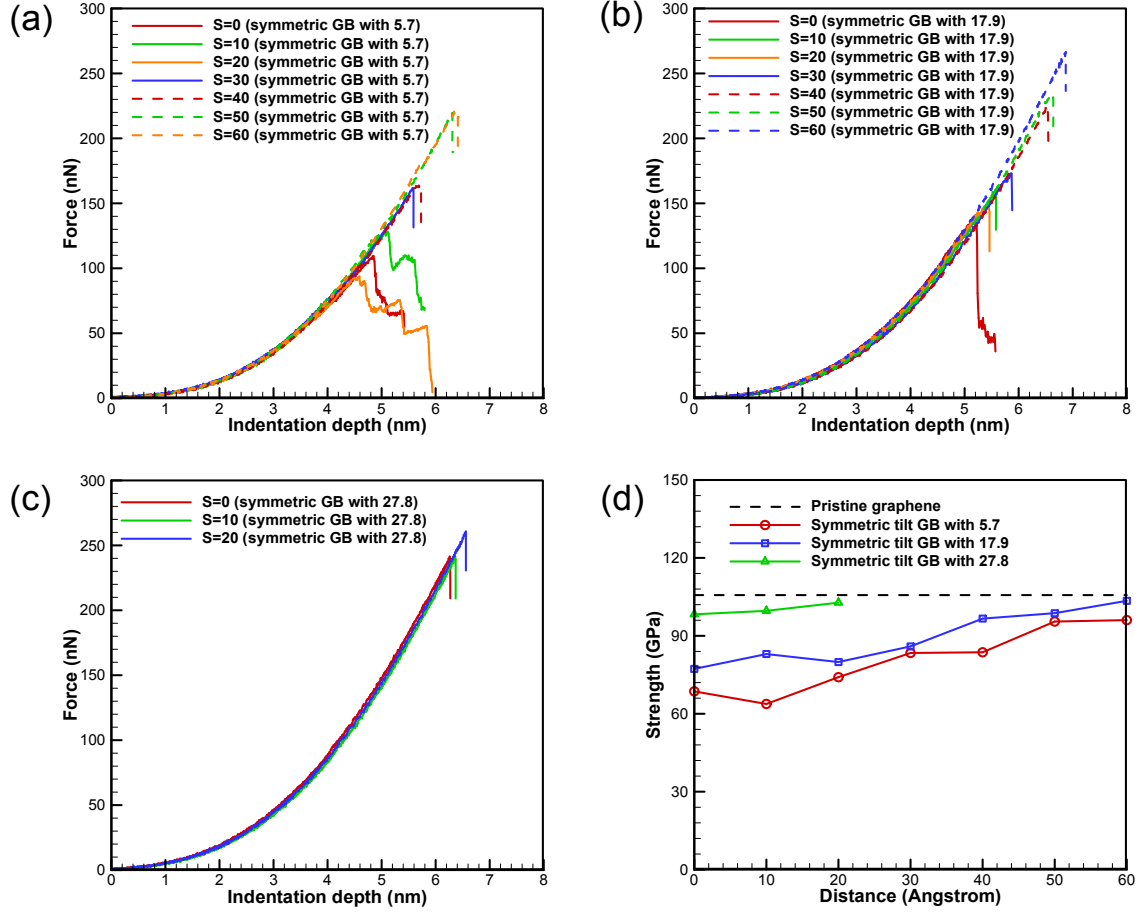 (a)
300
250
200
150
100
50
0
Force (nN)
S=0 (symmetric GB with 5.7)
S=10 (symmetric GB with 5.7)
S=20 (symmetric GB with 5.7)
S=30 (symmetric GB with 5.7)
S=40 (symmetric GB with 5.7)
S=50 (symmetric GB with 5.7)
S=60 (symmetric GB with 5.7)
0 1 2 3 4 5 6 7 8
Indentation depth (nm)
(b)
300
250
200
150
100
50
0
Force (nN)
S=0 (symmetric GB with 17.9)
S=10 (symmetric GB with 17.9)
S=20 (symmetric GB with 17.9)
S=30 (symmetric GB with 17.9)
S=40 (symmetric GB with 17.9)
S=50 (symmetric GB with 17.9)
S=60 (symmetric GB with 17.9)
0 1 2 3 4 5 6 7 8
Indentation depth (nm)
(c)
300
250
200
150
100
50
0
Force (nN)
S=0 (symmetric GB with 27.8)
S=10 (symmetric GB with 27.8)
S=20 (symmetric GB with 27.8)
0 1 2 3 4 5 6 7 8
Indentation depth (nm)
(d)
150
120
90
60
30
0
Strength (GPa)
Pristine graphene
Symmetric tilt GB with 5.7
Symmetric tilt GB with 17.9
Symmetric tilt GB with 27.8
0 10 20 30 40 50 60
Distance (Angstrom)